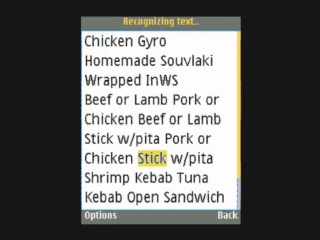 Recognizing text..
Chicken Gyro
Homemade Souvlaki
Wrapped InWS
Beef or Lamb Pork or
Chicken Beef or Lamb
Stick w/pita Pork or
Chicken Stick w/pita
Shrimp Kebab Tuna
Kebab Open Sandwich
Options Back